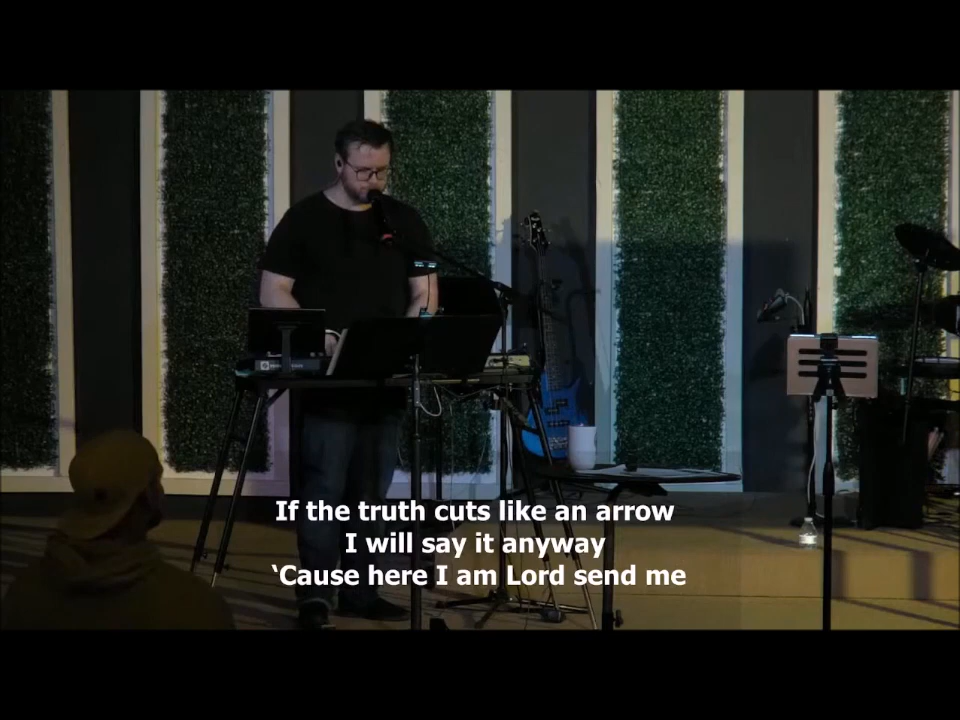 If the truth cuts like an arrow
I will say it anyway
‘Cause here I am Lord send me